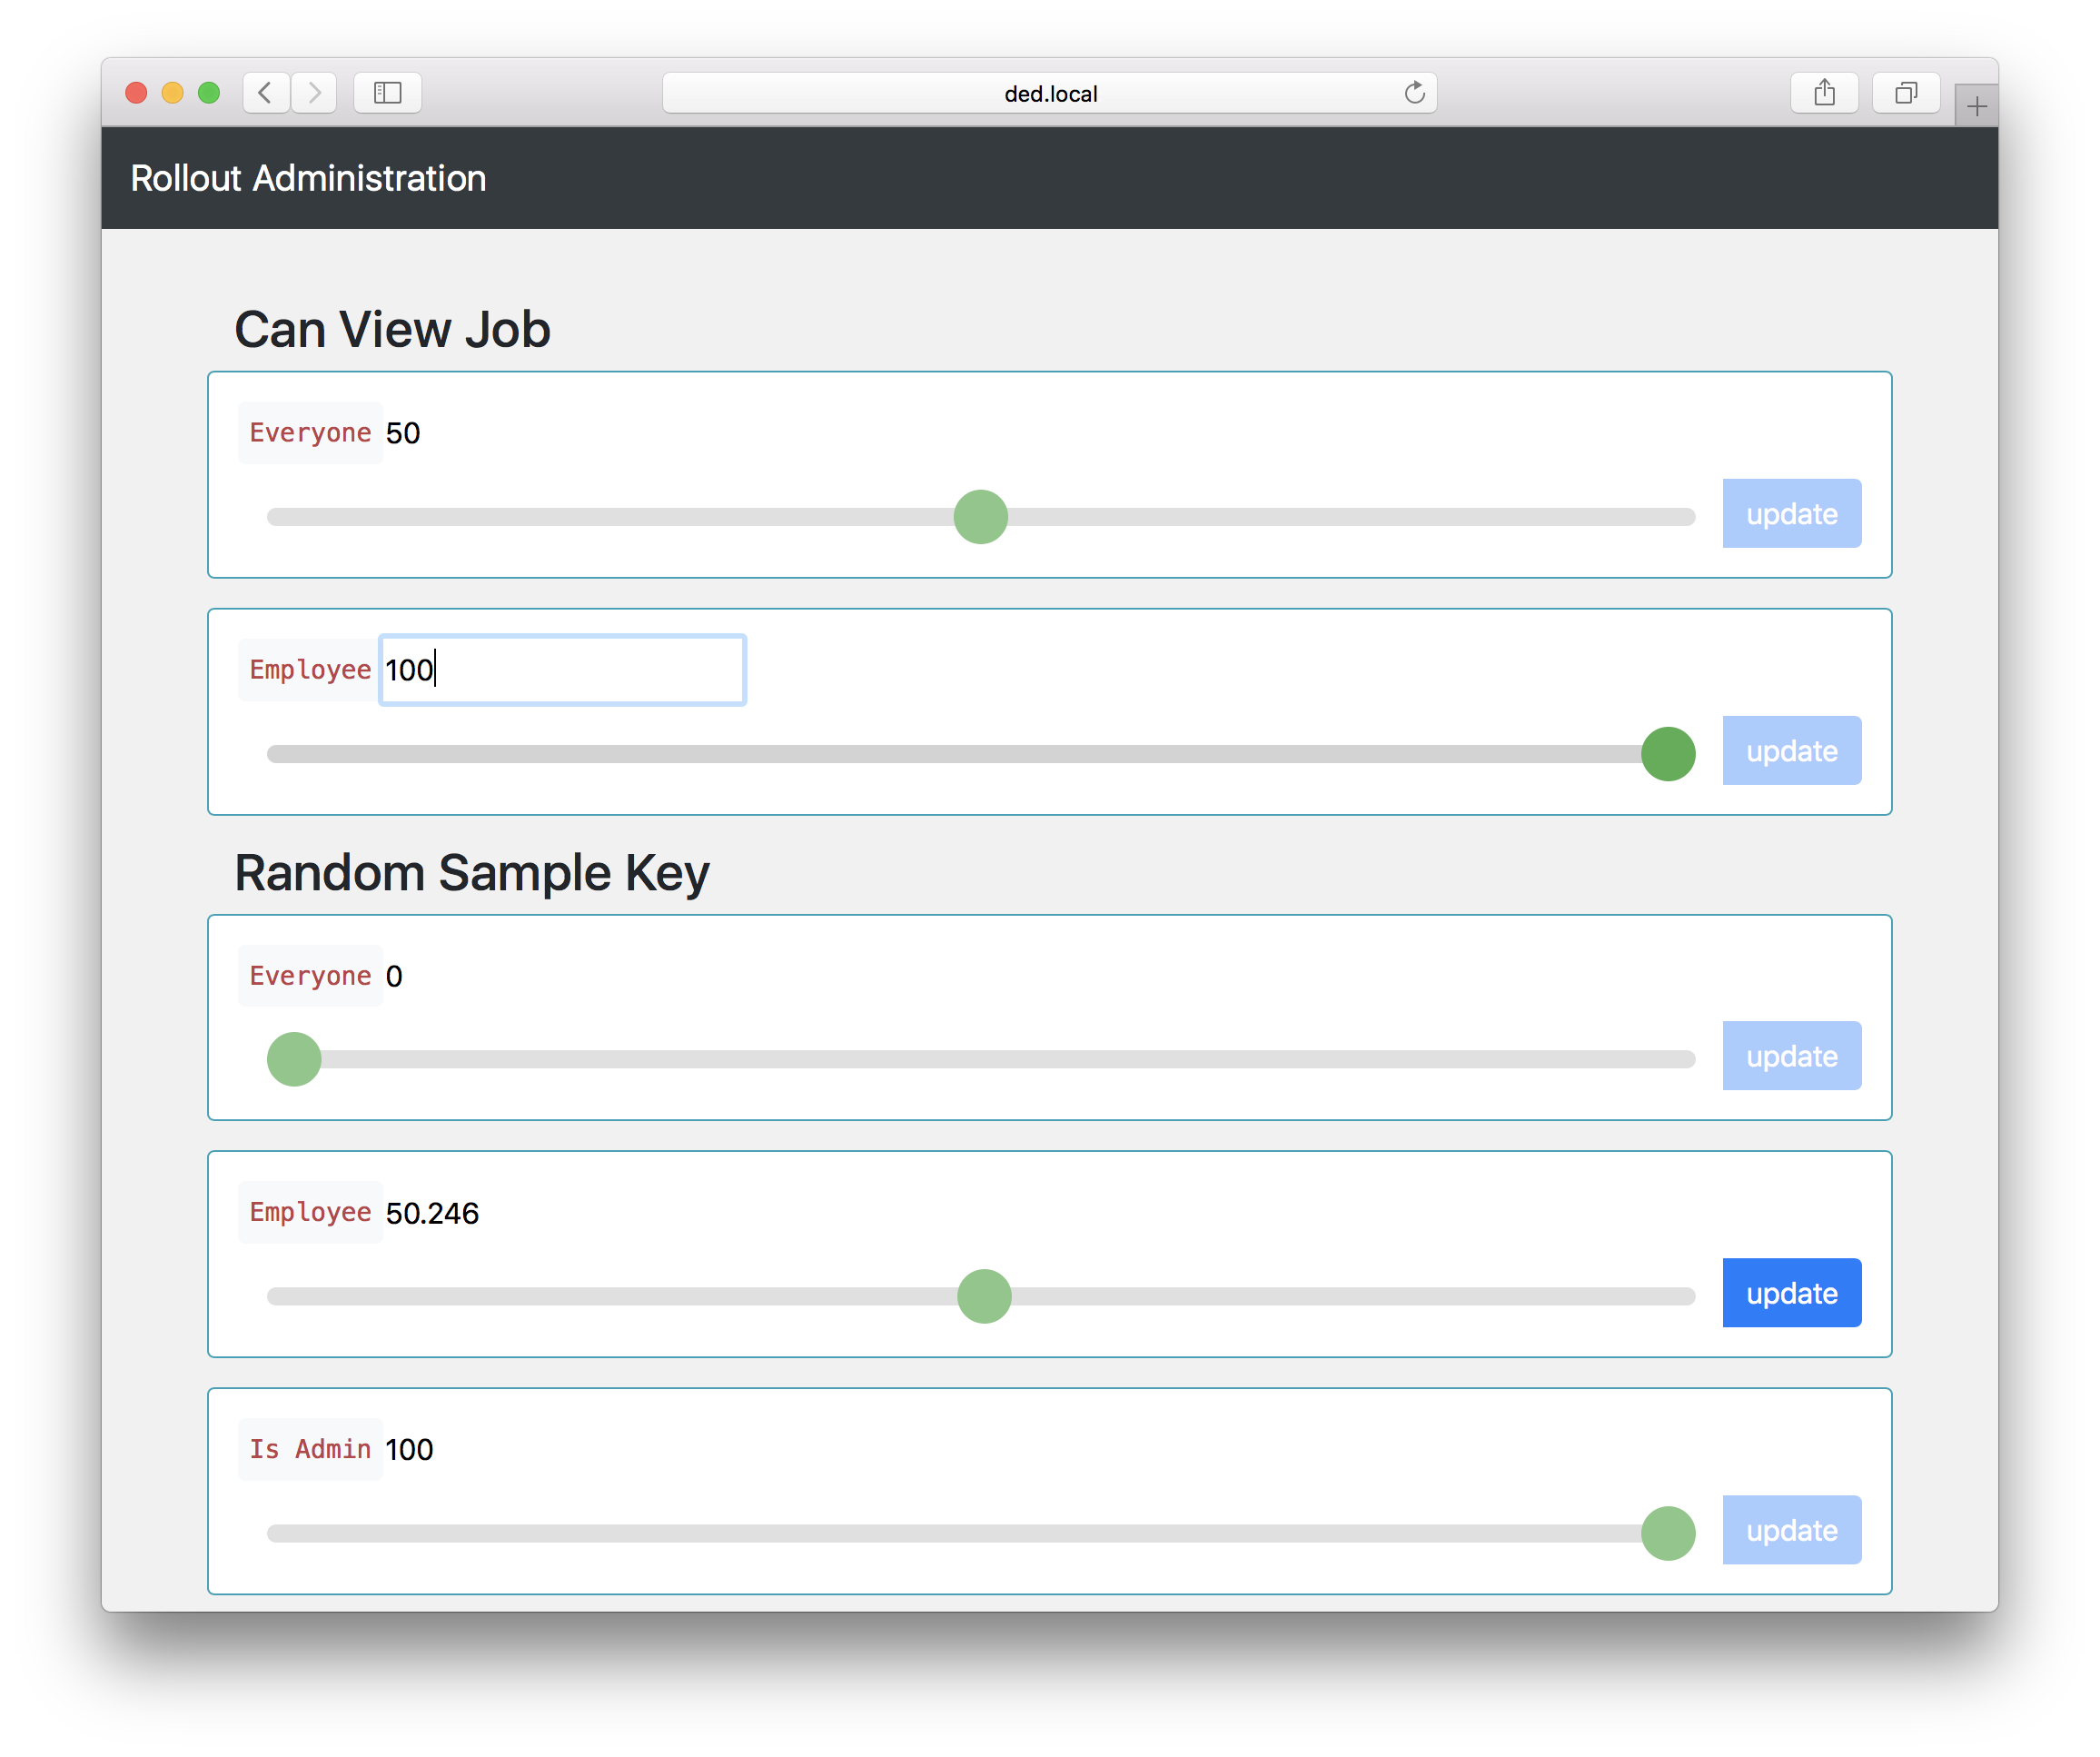 ded.local
Rollout Administration
Can View Job
Everyone 50
update
Employee 100
update
Random Sample Key
Everyone 0
update
Employee 50.246
update
Is Admin 100
update